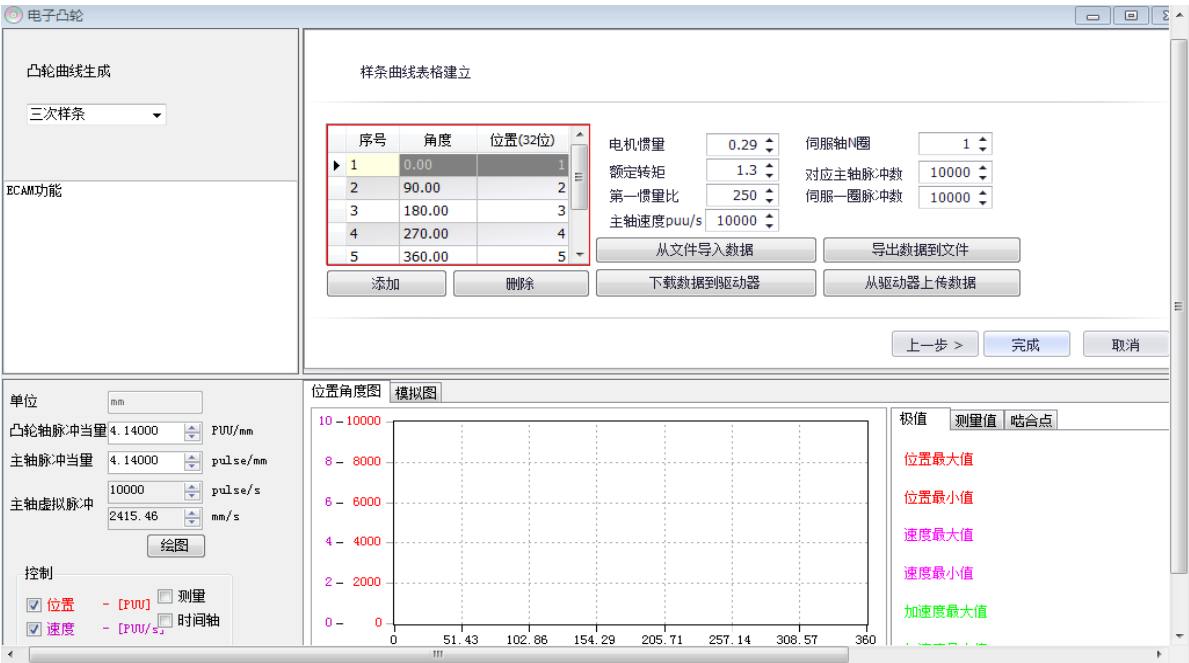 电子凸轮
凸轮曲线生成
三次样条
ECAM功能
样条曲线表格建立
序号 角度 位置(32位)
1 0.00 1
2 90.00 2
3 180.00 3
4 270.00 4
5 360.00 5
添加 删除
电机惯量 0.29
额定转矩 1.3
第一惯量比 250
主轴速度puu/s 10000
伺服轴N圈 1
对应主轴脉冲数 10000
伺服一圈脉冲数 10000
从文件导入数据 导出数据到文件
下载数据到驱动器 从驱动器上传数据
上一步 > 完成 取消
单位 mm
凸轮轴脉冲当量 4.14000 PUU/mm
主轴脉冲当量 4.14000 pulse/mm
主轴虚拟脉冲 10000 pulse/s
2415.46 mm/s
绘图
控制
位置 - [PUU] 测量
速度 - [PUU/s] 时间轴
位置角度图 模拟图
10 10000
8 8000
6 6000
4 4000
2 2000
0 0
0 51.43 102.86 154.29 205.71 257.14 308.57 360
极值 测量值 啮合点
位置最大值
位置最小值
速度最大值
速度最小值
加速度最大值